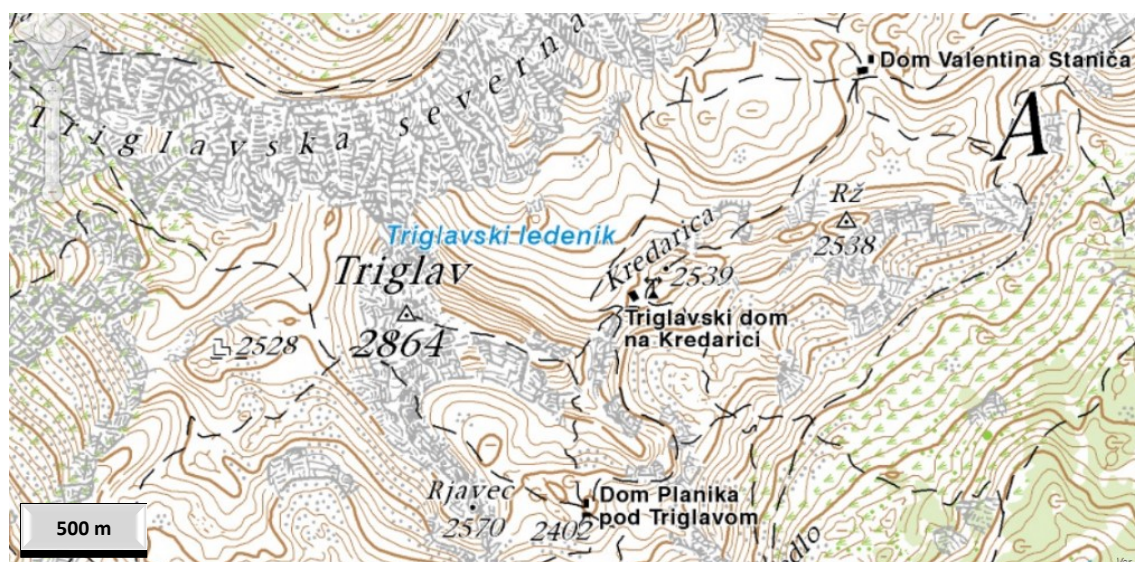 Dom Valentina Staniča
Triglavska severna
A
Rž
2538
Kredarica
2539
Triglavski ledenik
Triglav
2864
2528
Triglavski dom
na Kredarici
Rjavec
2570
2402
Dom Planika
pod Triglavom
500 m